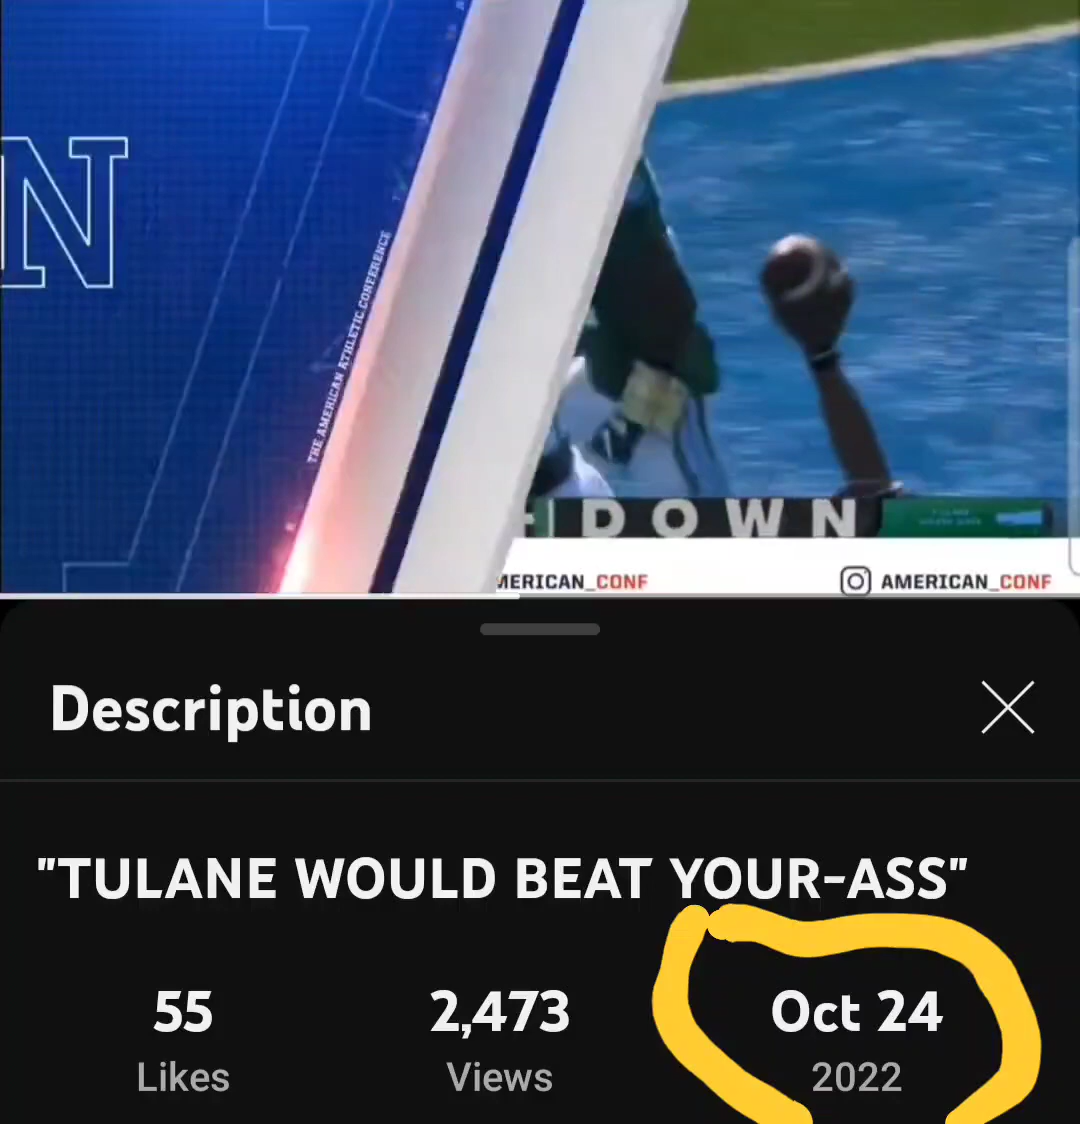 N
THE AMERICAN ATHLETIC CONFERENCE
DOWN
MERICAN_CONF
AMERICAN_CONF
Description
"TULANE WOULD BEAT YOUR-ASS"
55
2,473
Oct 24
Likes
Views
2022